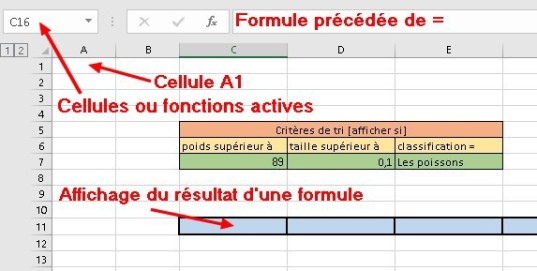 C16 fx Formule précédée de =
1 2 A B C D E
1
Cellule A1
2
3
Cellules ou fonctions actives
4
5 Critères de tri [afficher si]
6 poids supérieur à taille supérieur à classification =
7 89 0,1 Les poissons
8
9 Affichage du résultat d'une formule
10
11
12
13